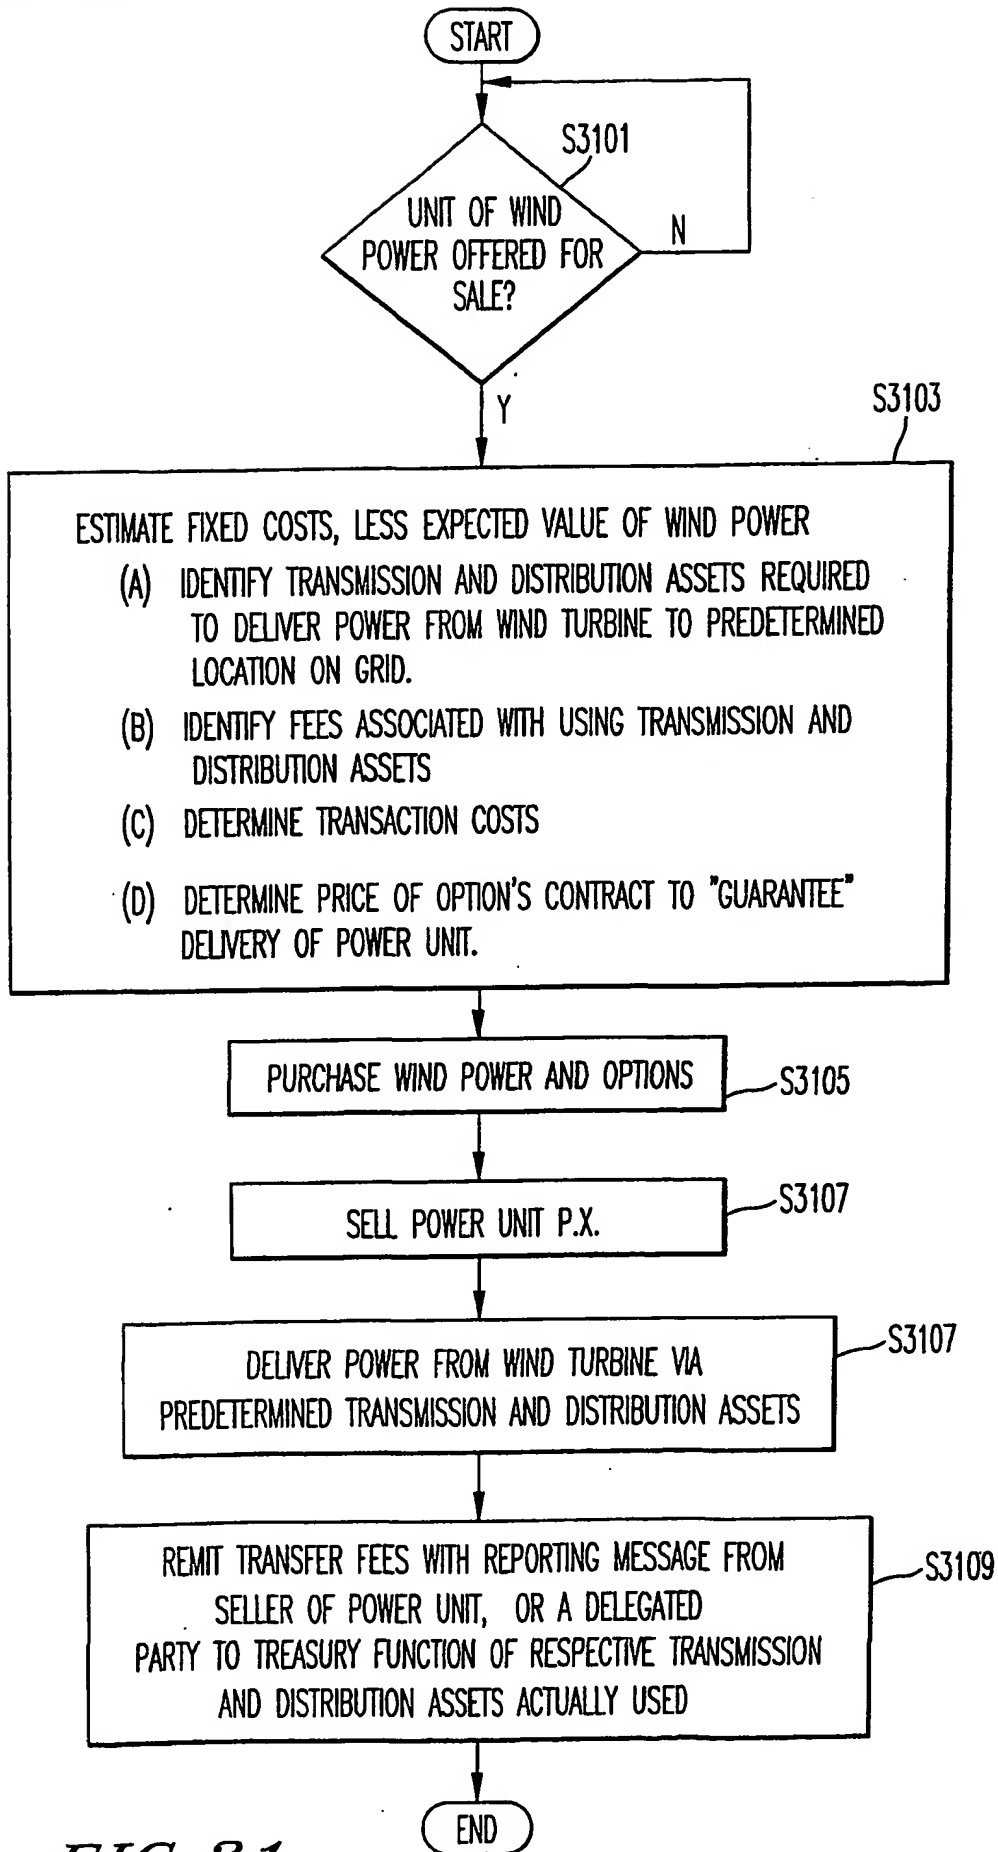 START
S3101
UNIT OF WIND
POWER OFFERED FOR
SALE?
N
Y
S3103
ESTIMATE FIXED COSTS, LESS EXPECTED VALUE OF WIND POWER
(A) IDENTIFY TRANSMISSION AND DISTRIBUTION ASSETS REQUIRED
TO DELIVER POWER FROM WIND TURBINE TO PREDETERMINED
LOCATION ON GRID.
(B) IDENTIFY FEES ASSOCIATED WITH USING TRANSMISSION AND
DISTRIBUTION ASSETS
(C) DETERMINE TRANSACTION COSTS
(D) DETERMINE PRICE OF OPTION'S CONTRACT TO "GUARANTEE"
DELIVERY OF POWER UNIT.
PURCHASE WIND POWER AND OPTIONS
S3105
SELL POWER UNIT P.X.
S3107
DELIVER POWER FROM WIND TURBINE VIA
PREDETERMINED TRANSMISSION AND DISTRIBUTION ASSETS
S3107
REMIT TRANSFER FEES WITH REPORTING MESSAGE FROM
SELLER OF POWER UNIT, OR A DELEGATED
PARTY TO TREASURY FUNCTION OF RESPECTIVE TRANSMISSION
AND DISTRIBUTION ASSETS ACTUALLY USED
S3109
END